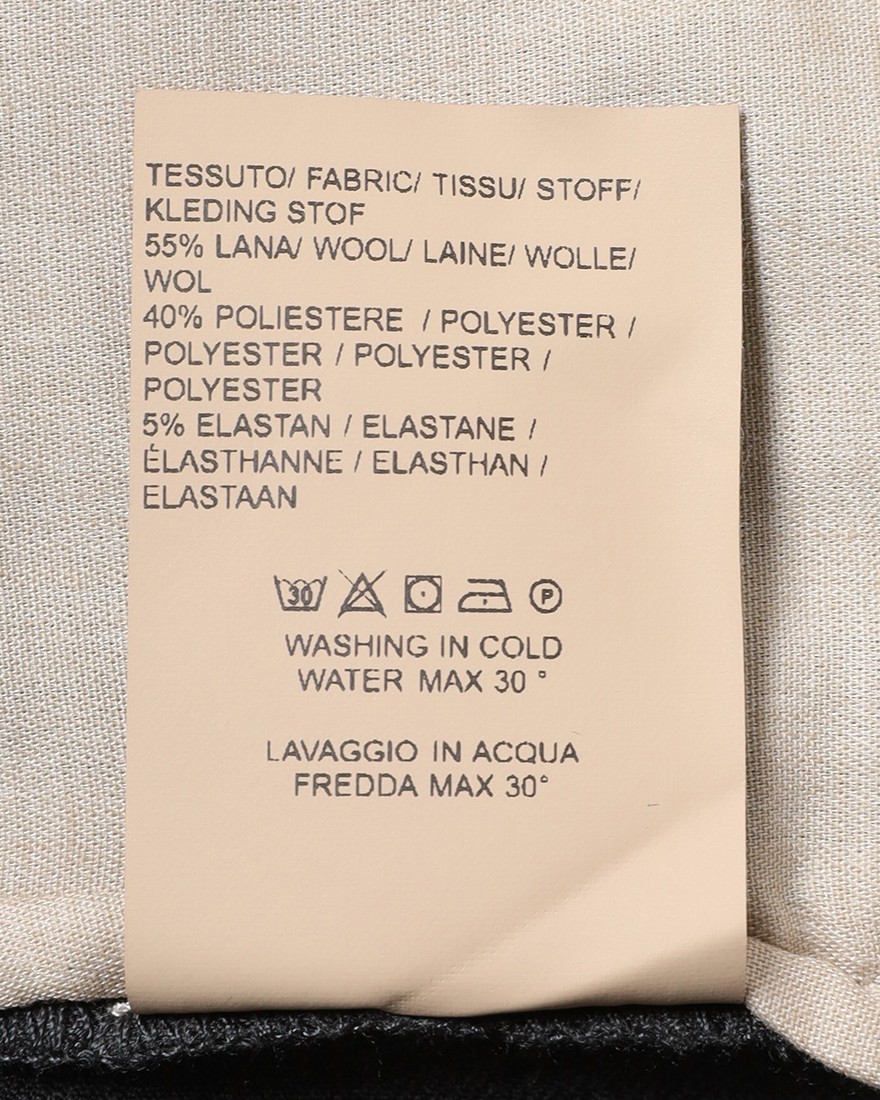 TESSUTO/ FABRIC/ TISSU/ STOFF/
KLEDING STOF
55% LANA/ WOOL/ LAINE/ WOLLE/
WOL
40% POLIESTERE / POLYESTER /
POLYESTER / POLYESTER /
POLYESTER
5% ELASTAN / ELASTANE /
ÉLASTHANNE / ELASTHAN /
ELASTAAN
30 P
WASHING IN COLD
WATER MAX 30 °
LAVAGGIO IN ACQUA
FREDDA MAX 30°